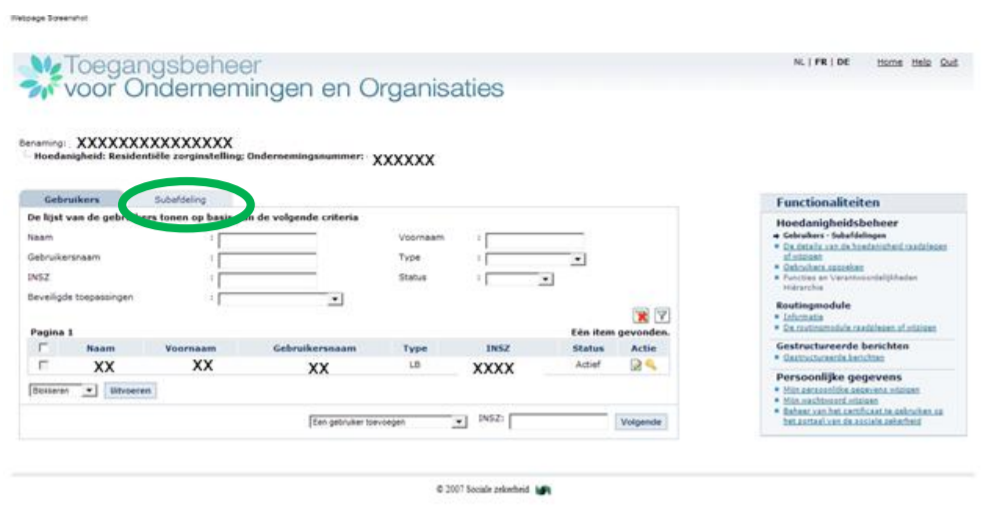 Webpage Screenshot
Toegangsbeheer
voor Ondernemingen en Organisaties
NL | FR | DE Home Help Quit
Benaming: XXXXXXXXXXXXXXX
Hoedanigheid: Residentiële zorginstelling; Ondernemingsnummer: XXXXXX
Gebruikers Subafdeling
De lijst van de gebruikers tonen op basis van de volgende criteria
Naam : Voornaam :
Gebruikersnaam : Type :
INSZ : Status :
Beveiligde toepassingen :
Pagina 1 Eén item gevonden.
Naam Voornaam Gebruikersnaam Type INSZ Status Actie
XX XX XX LB XXXX Actief
Uitvoeren
Een gebruiker toevoegen INSZ: Volgende
Functionaliteiten
Hoedanigheidsbeheer
Gebruikers - Subafdelingen
De details van de hoedanigheid raadplegen
of wijzigen
Gebruikers opzoeken
Functies en Verantwoordelijkheden
Hiërarchie
Routingmodule
Informatie
De routingmodule raadplegen of wijzigen
Gestructureerde berichten
Gestructureerde berichten
Persoonlijke gegevens
Mijn persoonlijke gegevens wijzigen
Mijn wachtwoord wijzigen
Beheer van het certificaat te gebruiken op
het portaal van de sociale zekerheid
© 2007 Sociale zekerheid